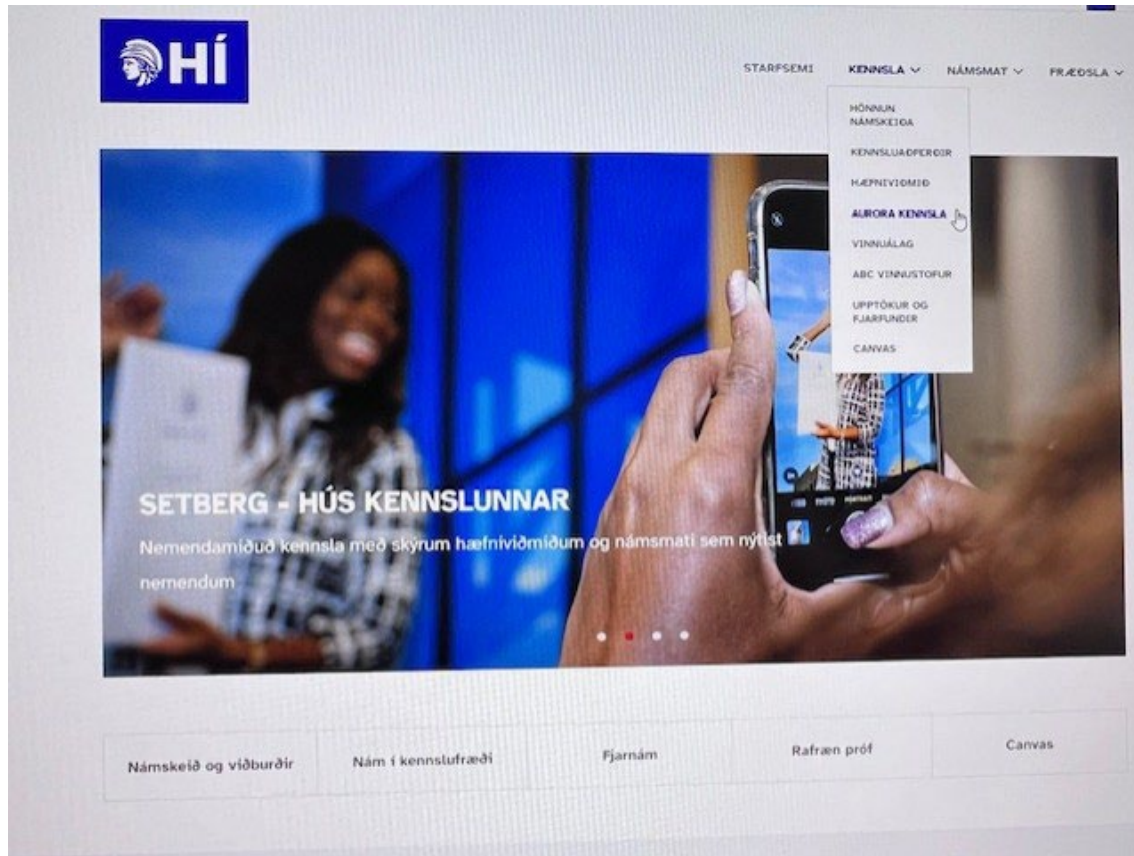 HÍ
STARFSEMI
KENNSLA
NÁMSMAT
FRÆÐSLA
HÖNNUN
NÁMSKEIÐA
KENNSLUAÐFERÐIR
HÆFNIVIÐMIÐ
AURORA KENNSLA
VINNUÁLAG
ABC VINNUSTOFUR
UPPTÖKUR OG
FJARFUNDIR
CANVAS
SETBERG - HÚS KENNSLUNNAR
Nemendamiðuð kennsla með skýrum hæfniviðmiðum og námsmati sem nýtist
nemendum
Námskeið og viðburðir
Nám í kennslufræði
Fjarnám
Rafræn próf
Canvas